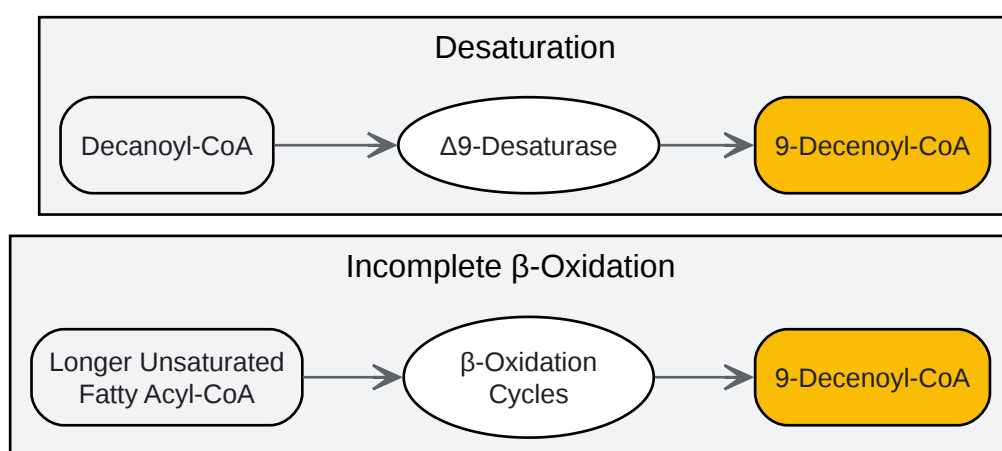 Desaturation
Decanoyl-CoA
Δ9-Desaturase
9-Decenoyl-CoA
Incomplete β-Oxidation
Longer Unsaturated
Fatty Acyl-CoA
β-Oxidation
Cycles
9-Decenoyl-CoA